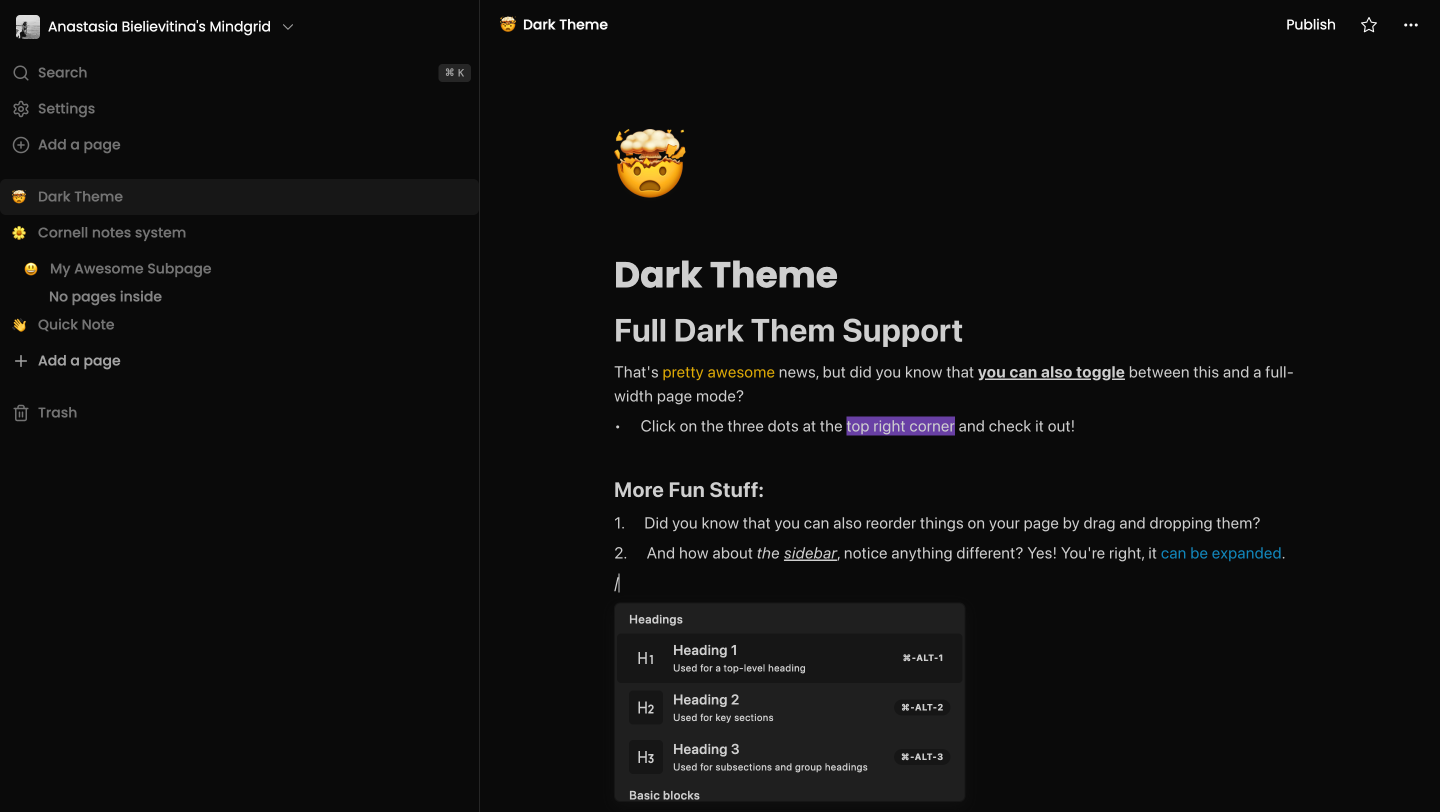 Anastasia Bielievitina's Mindgrid
Search
⌘ K
Settings
Add a page
Dark Theme
Cornell notes system
My Awesome Subpage
No pages inside
Quick Note
Add a page
Trash
Dark Theme
Publish
Dark Theme
Full Dark Them Support
That's pretty awesome news, but did you know that you can also toggle between this and a full-
width page mode?
• Click on the three dots at the top right corner and check it out!
More Fun Stuff:
1. Did you know that you can also reorder things on your page by drag and dropping them?
2. And how about the sidebar, notice anything different? Yes! You're right, it can be expanded.
/
Headings
H1 Heading 1 ⌘-ALT-1
Used for a top-level heading
H2 Heading 2 ⌘-ALT-2
Used for key sections
H3 Heading 3 ⌘-ALT-3
Used for subsections and group headings
Basic blocks